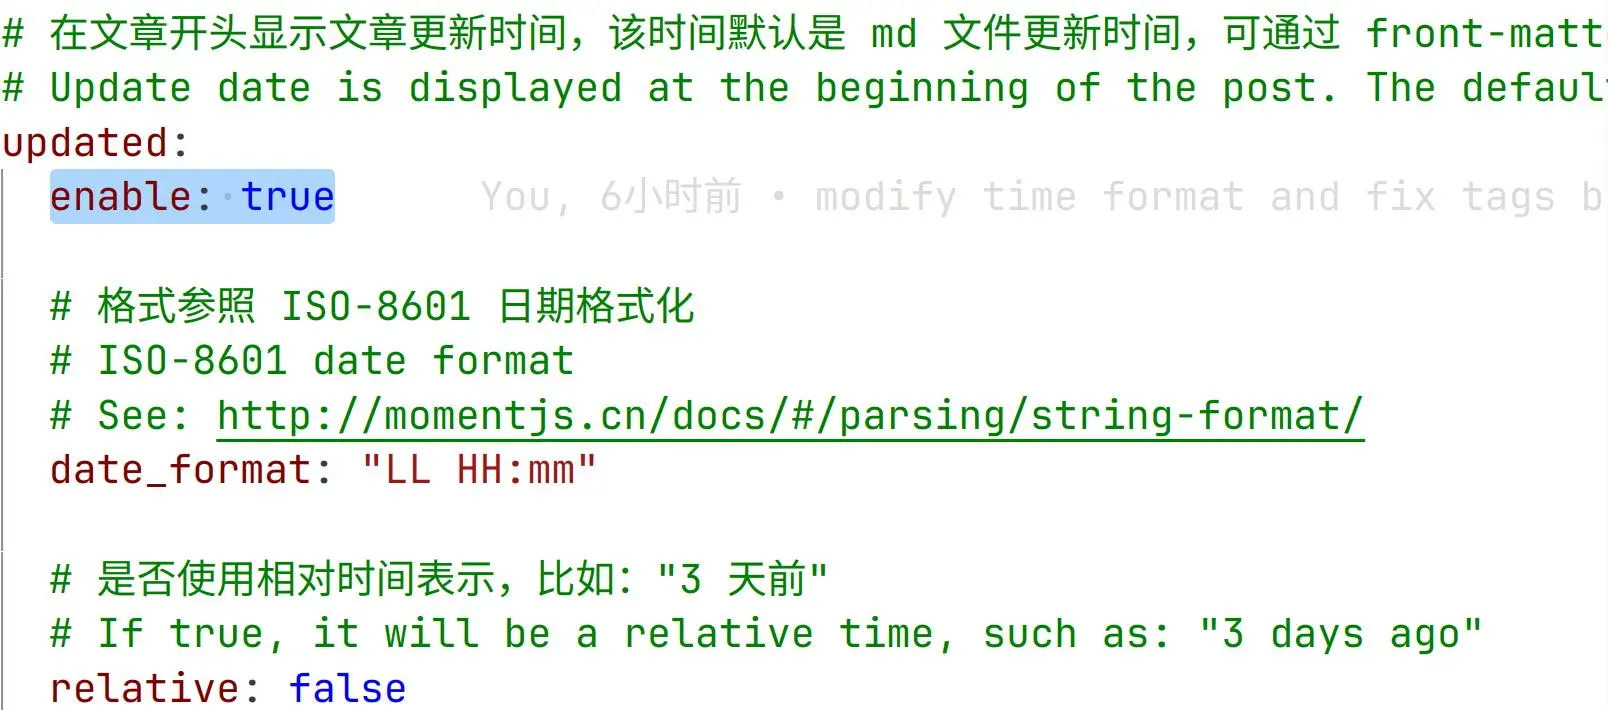 # 在文章开头显示文章更新时间，该时间默认是 md 文件更新时间，可通过
# Update date is displayed at the beginning of the post. The
updated:
enable: true You, 6小时前 • modify time format and fix tags
# 格式参照 ISO-8601 日期格式化
# ISO-8601 date format
# See: http://momentjs.cn/docs/#/parsing/string-format/
date_format: "LL HH:mm"
# 是否使用相对时间表示，比如："3 天前"
# If true, it will be a relative time, such as: "3 days ago"
relative: false